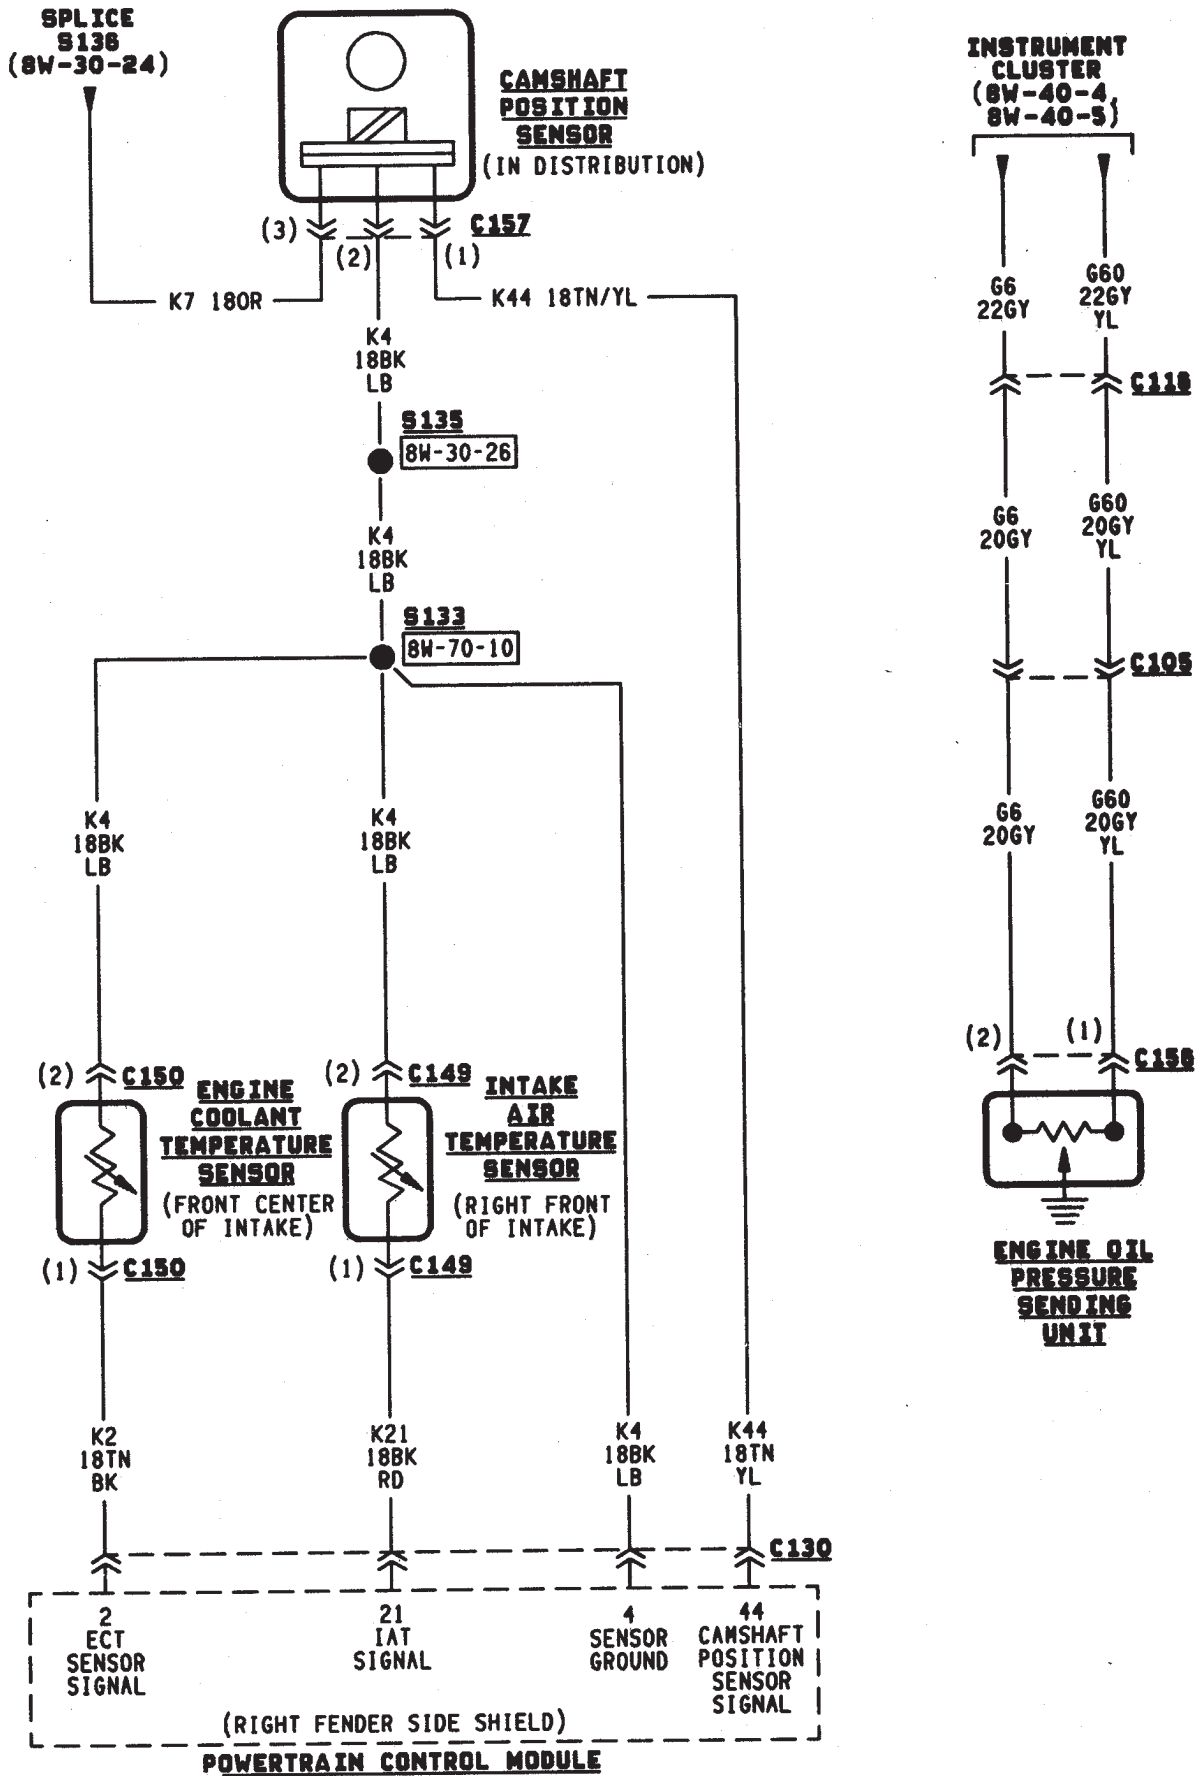 SPLICE
S136
(8W-30-24)
CAMSHAFT
POSITION
SENSOR
(IN DISTRIBUTION)
INSTRUMENT
CLUSTER
(8W-40-4,
8W-40-5)
(3)
(2)
(1)
C157
K7 18OR
K44 18TN/YL
K4
18BK
LB
S135
8W-30-26
K4
18BK
LB
S133
8W-70-10
K4
18BK
LB
K4
18BK
LB
(2)
C150
ENGINE
COOLANT
TEMPERATURE
SENSOR
(FRONT CENTER
OF INTAKE)
(1)
C150
(2)
C149
INTAKE
AIR
TEMPERATURE
SENSOR
(RIGHT FRONT
OF INTAKE)
(1)
C149
K2
18TN
BK
K21
18BK
RD
K4
18BK
LB
K44
18TN
YL
C130
2
ECT
SENSOR
SIGNAL
21
IAT
SIGNAL
4
SENSOR
GROUND
44
CAMSHAFT
POSITION
SENSOR
SIGNAL
(RIGHT FENDER SIDE SHIELD)
POWERTRAIN CONTROL MODULE
G6
22GY
G60
22GY
YL
G6
20GY
G60
20GY
YL
C105
G6
20GY
G60
20GY
YL
(2)
(1)
ENGINE OIL
PRESSURE
SENDING
UNIT